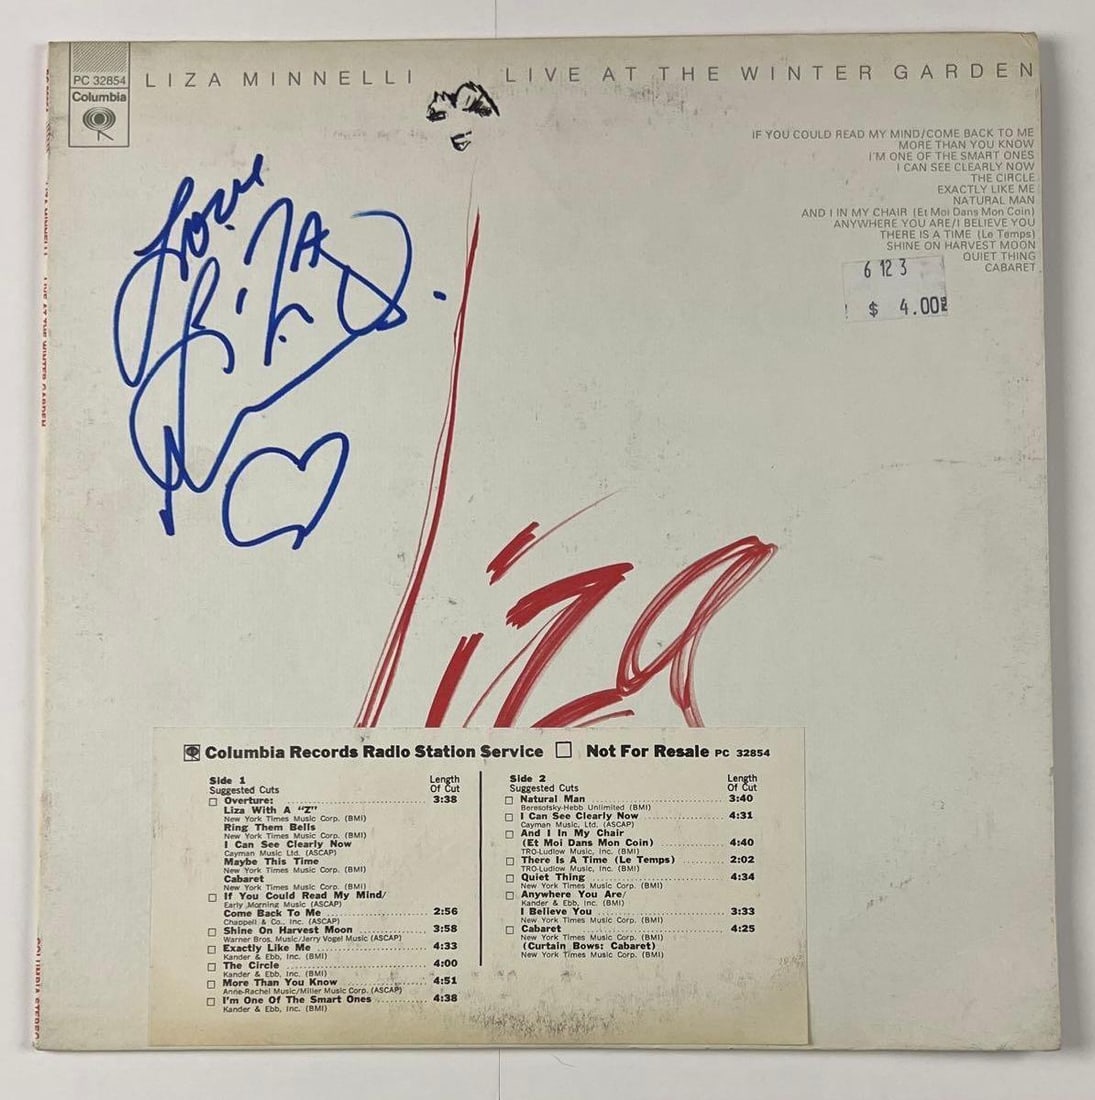 PC 32854
Columbia
LIZA MINNELLI LIVE AT THE WINTER GARDEN
IF YOU COULD READ MY MIND/COME BACK TO ME
MORE THAN YOU KNOW
I'M ONE OF THE SMART ONES
I CAN SEE CLEARLY NOW
THE CIRCLE
EXACTLY LIKE ME
NATURAL MAN
AND I IN MY CHAIR (Et Moi Dans Mon Coin)
ANYWHERE YOU ARE/I BELIEVE YOU
THERE IS A TIME (Le Temps)
SHINE ON HARVEST MOON
QUIET THING
CABARET
6 12 3
$ 4.00
Love
LiZA
Liza
Columbia Records Radio Station Service Not For Resale PC 32854
Side 1 Length
Suggested Cuts Of Cut
Overture: 3:38
Liza With A "Z"
New York Times Music Corp. (BMI)
Ring Them Bells
New York Times Music Corp. (BMI)
I Can See Clearly Now
Cayman Music Ltd. (ASCAP)
Maybe This Time
New York Times Music Corp. (BMI)
Cabaret
New York Times Music Corp. (BMI)
If You Could Read My Mind/
Early Morning Music (ASCAP)
Come Back To Me 2:56
Chappell & Co., Inc. (ASCAP)
Shine On Harvest Moon 3:58
Warner Bros. Music/Jerry Vogel Music (ASCAP)
Exactly Like Me 4:33
Kander & Ebb, Inc. (BMI)
The Circle 4:00
Kander & Ebb, Inc. (BMI)
More Than You Know 4:51
Anne-Rachel Music/Miller Music Corp. (ASCAP)
I'm One Of The Smart Ones 4:38
Kander & Ebb, Inc. (BMI)
Side 2 Length
Suggested Cuts Of Cut
Natural Man 3:40
Beresofsky-Hebb Unlimited (BMI)
I Can See Clearly Now 4:31
Cayman Music, Ltd. (ASCAP)
And I In My Chair
(Et Moi Dans Mon Coin) 4:40
TRO-Ludlow Music, Inc. (BMI)
There Is A Time (Le Temps) 2:02
TRO-Ludlow Music, Inc. (BMI)
Quiet Thing 4:34
New York Times Music Corp. (BMI)
Anywhere You Are/
Kander & Ebb, Inc. (BMI)
I Believe You 3:33
New York Times Music Corp. (BMI)
Cabaret 4:25
New York Times Music Corp. (BMI)
(Curtain Bows: Cabaret)
New York Times Music Corp. (BMI)